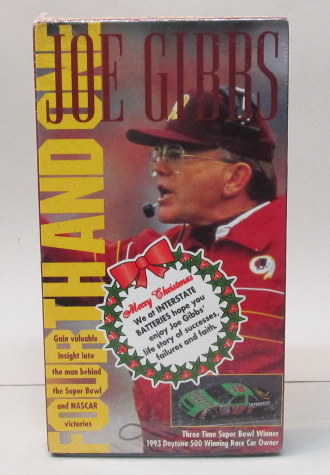 JOE GIBBS
FOURTH AND ONE
Merry Christmas
We at INTERSTATE
BATTERIES hope you
enjoy Joe Gibbs'
life story of successes,
failures and faith.
Gain valuable
insight into
the man behind
the Super Bowl
and NASCAR
victories
Three Time Super Bowl Winner
1993 Daytona 500 Winning Race Car Owner